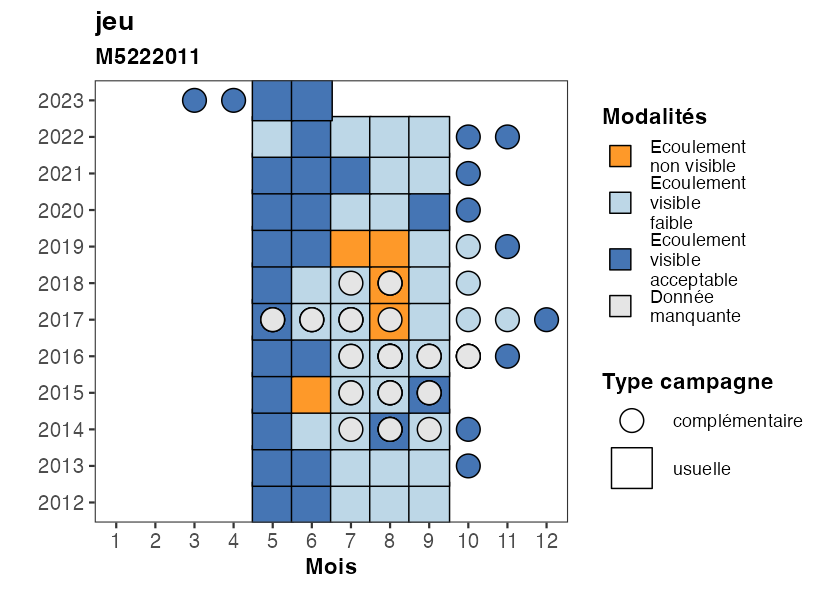 jeu
M5222011
2023
2022
2021
2020
2019
2018
2017
2016
2015
2014
2013
2012
1 2 3 4 5 6 7 8 9 10 11 12
Mois
Modalités
Ecoulement
non visible
Ecoulement
visible
faible
Ecoulement
visible
acceptable
Donnée
manquante
Type campagne
complémentaire
usuelle